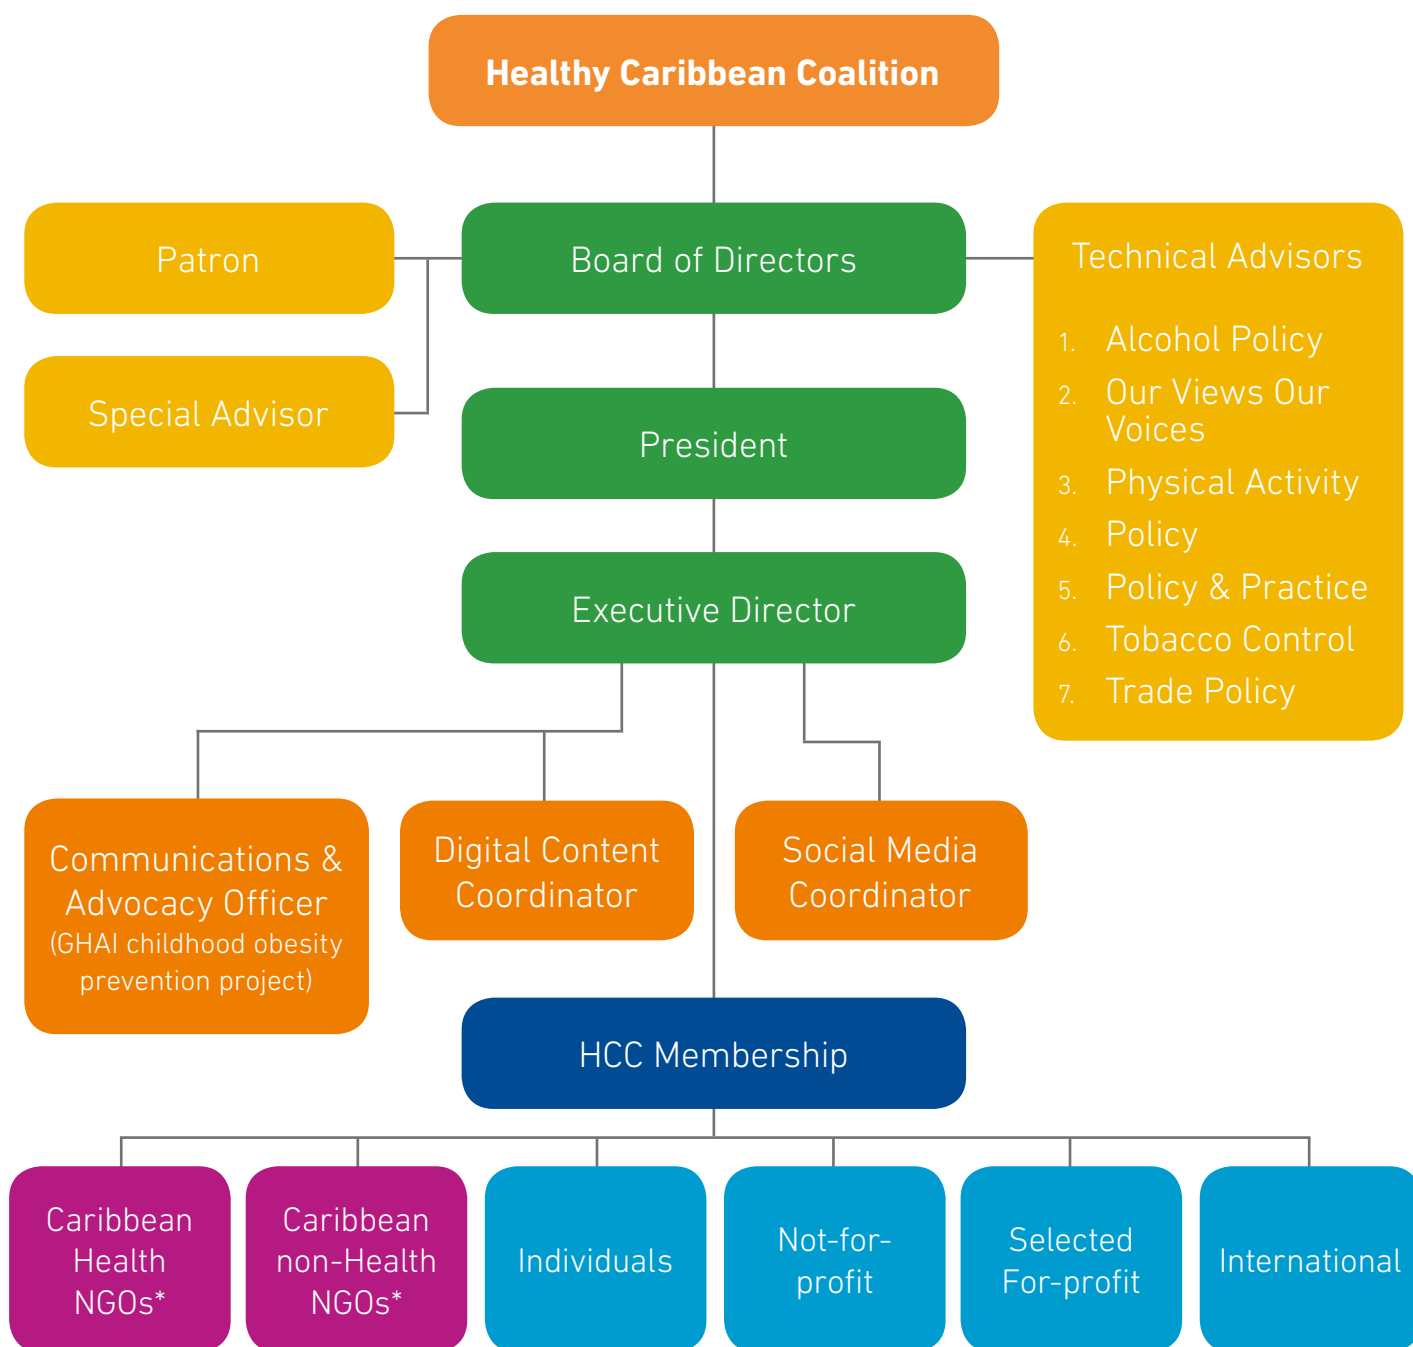 Healthy Caribbean Coalition
Patron
Board of Directors
Special Advisor
President
Executive Director
Technical Advisors
1. Alcohol Policy
2. Our Views Our
Voices
3. Physical Activity
4. Policy
5. Policy & Practice
6. Tobacco Control
7. Trade Policy
Communications &
Advocacy Officer
(GHAI childhood obesity
prevention project)
Digital Content
Coordinator
Social Media
Coordinator
HCC Membership
Caribbean
Health
NGOs*
Caribbean
non-Health
NGOs*
Individuals
Not-for-
profit
Selected
For-profit
International